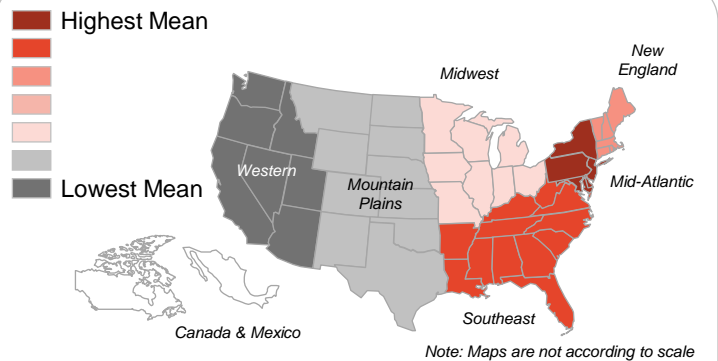 Highest Mean
New
England
Midwest
Western
Mountain
Plains
Lowest Mean
Mid-Atlantic
Southeast
Canada & Mexico
Note: Maps are not according to scale